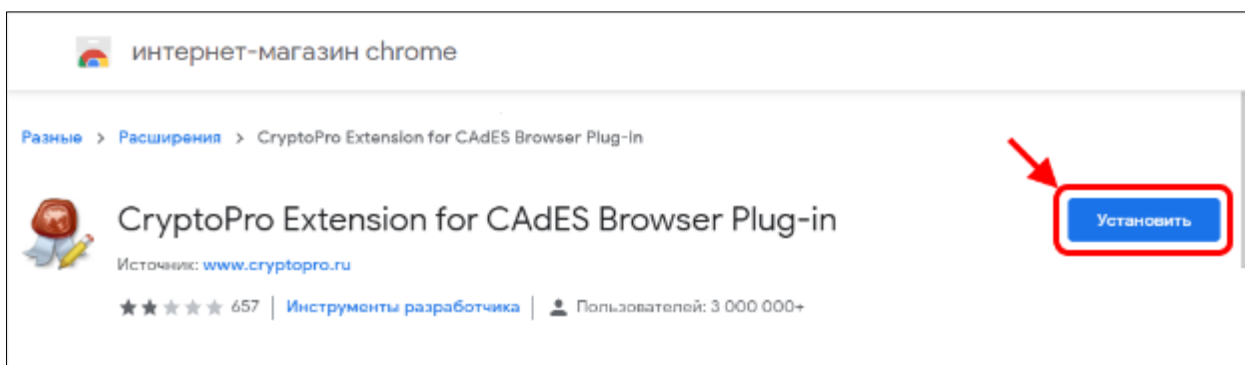 интернет-магазин chrome
Разные > Расширения > CryptoPro Extension for CAdES Browser Plug-in
CryptoPro Extension for CAdES Browser Plug-in
Установить
Источник: www.cryptopro.ru
657 | Инструменты разработчика | Пользователей: 3 000 000+